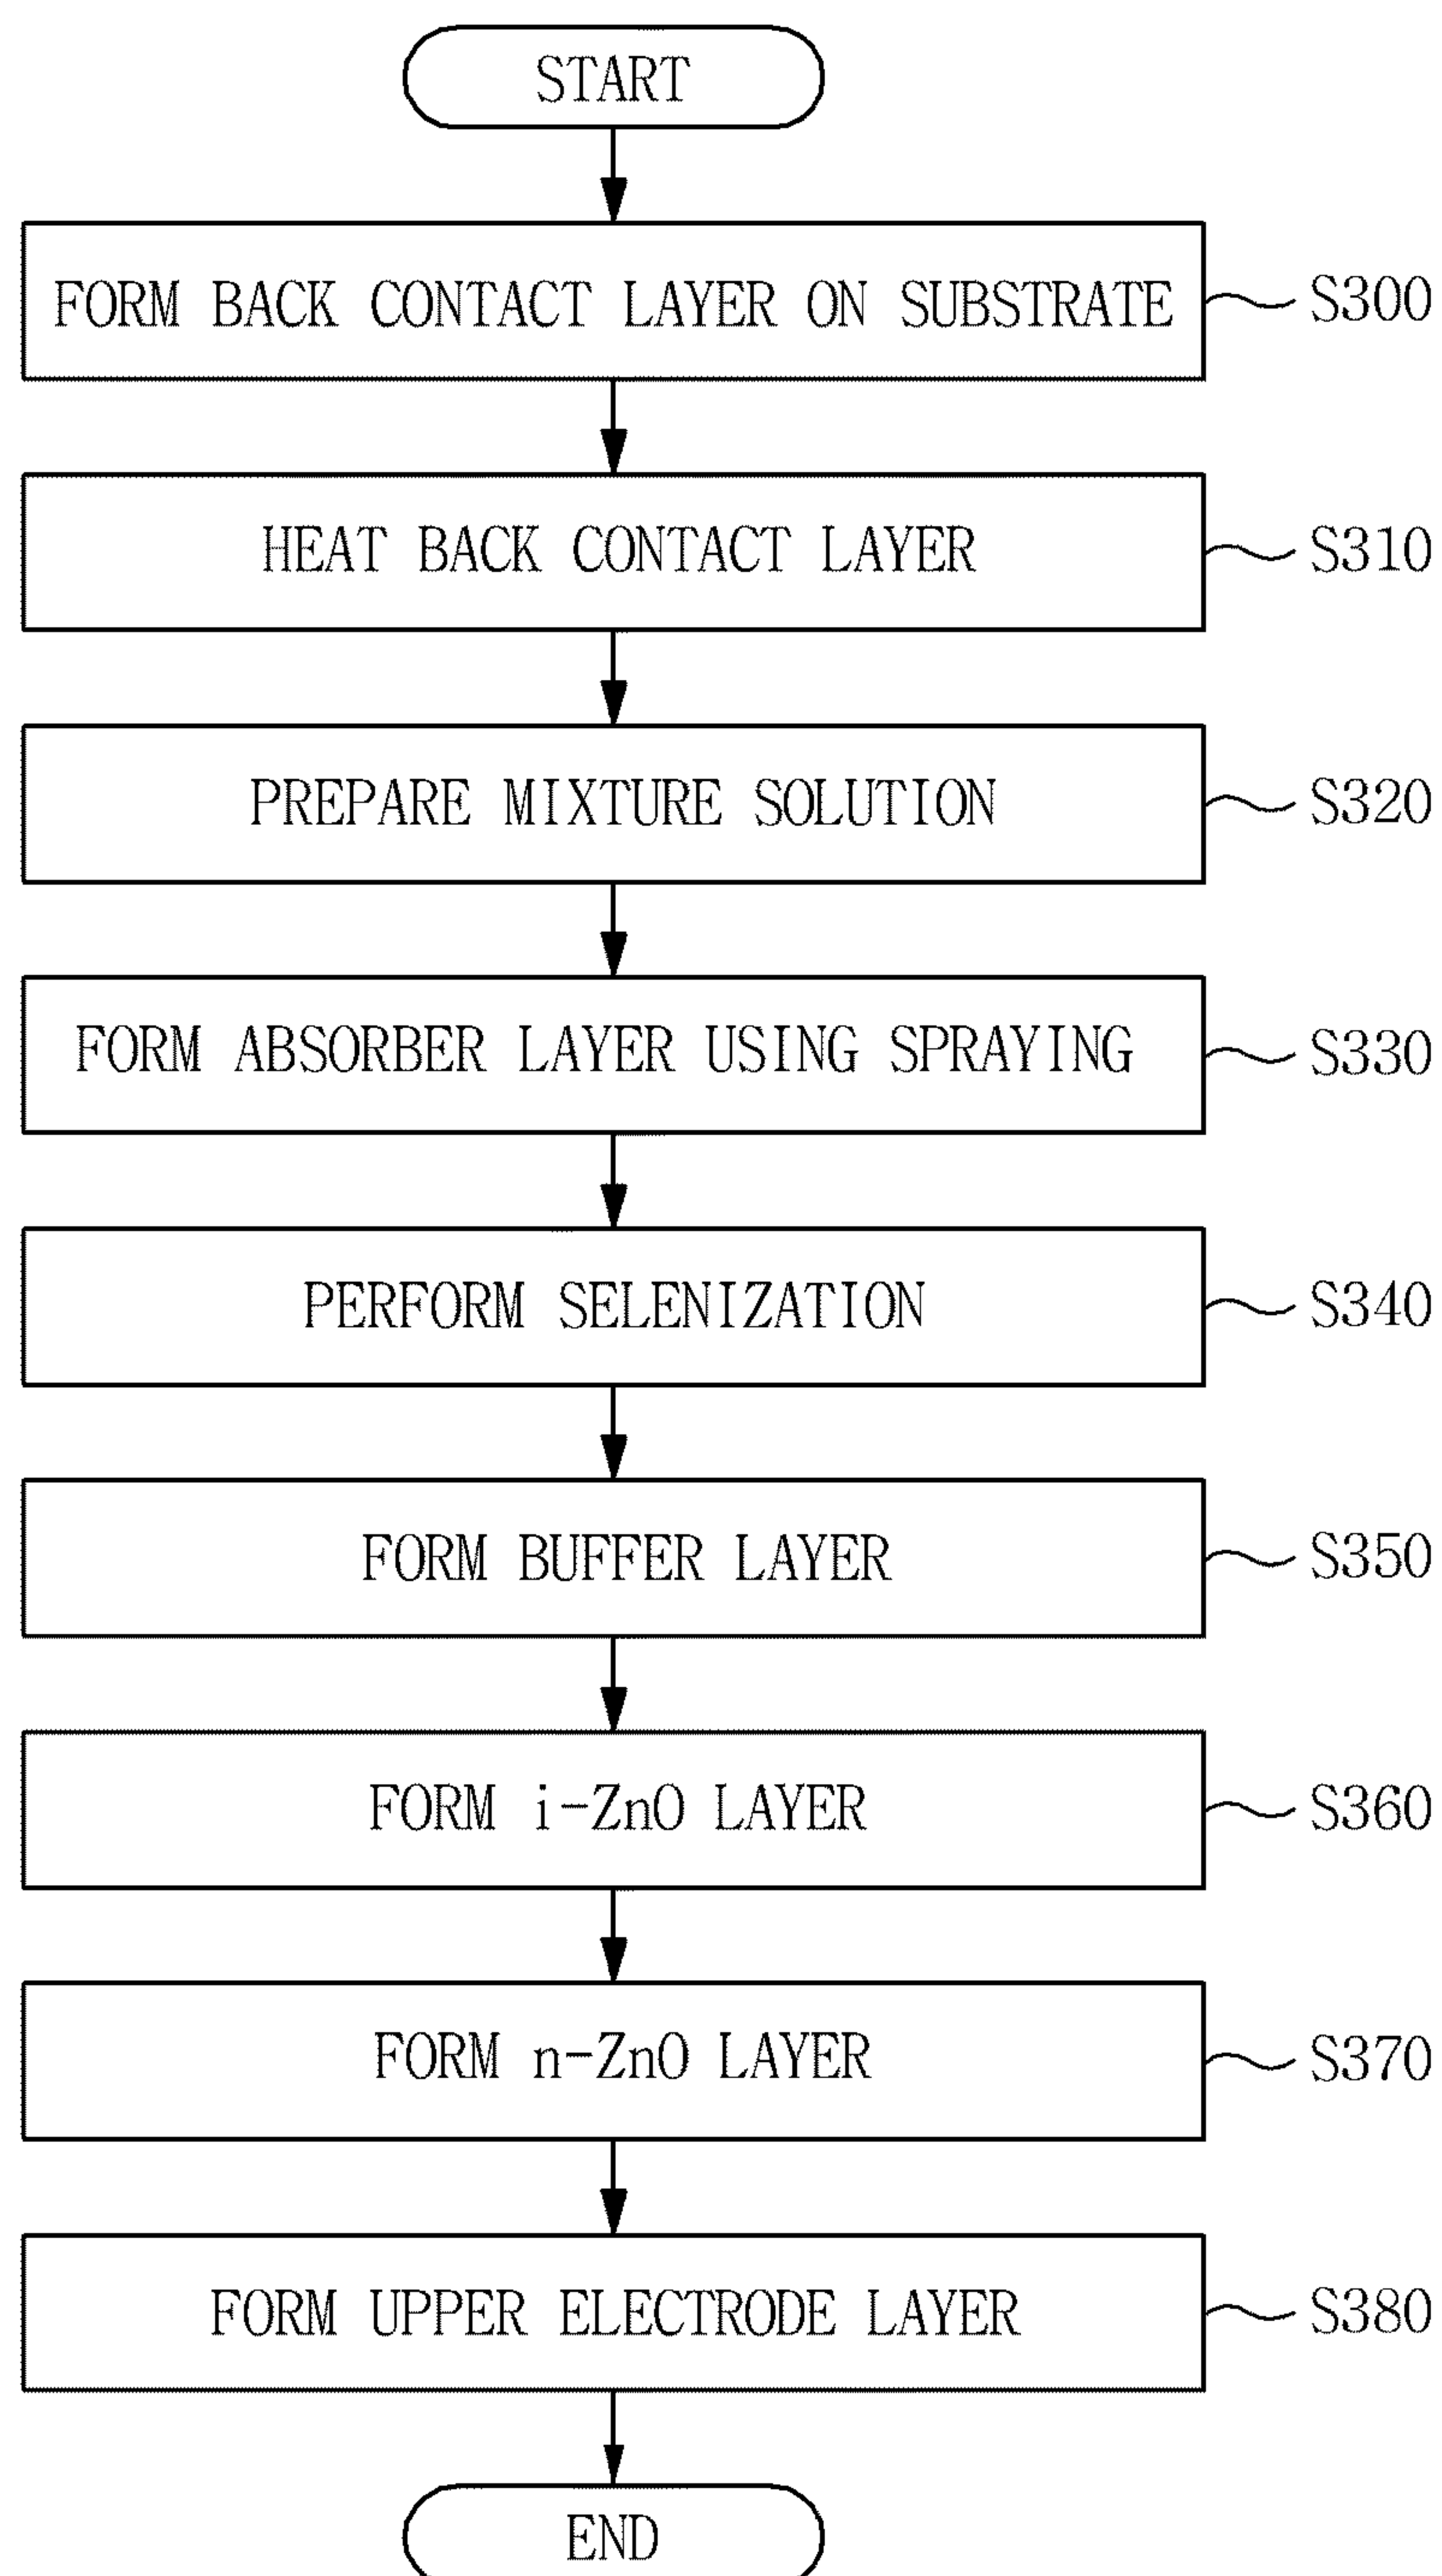 START
FORM BACK CONTACT LAYER ON SUBSTRATE S300
HEAT BACK CONTACT LAYER S310
PREPARE MIXTURE SOLUTION S320
FORM ABSORBER LAYER USING SPRAYING S330
PERFORM SELENIZATION S340
FORM BUFFER LAYER S350
FORM i-ZnO LAYER S360
FORM n-ZnO LAYER S370
FORM UPPER ELECTRODE LAYER S380
END